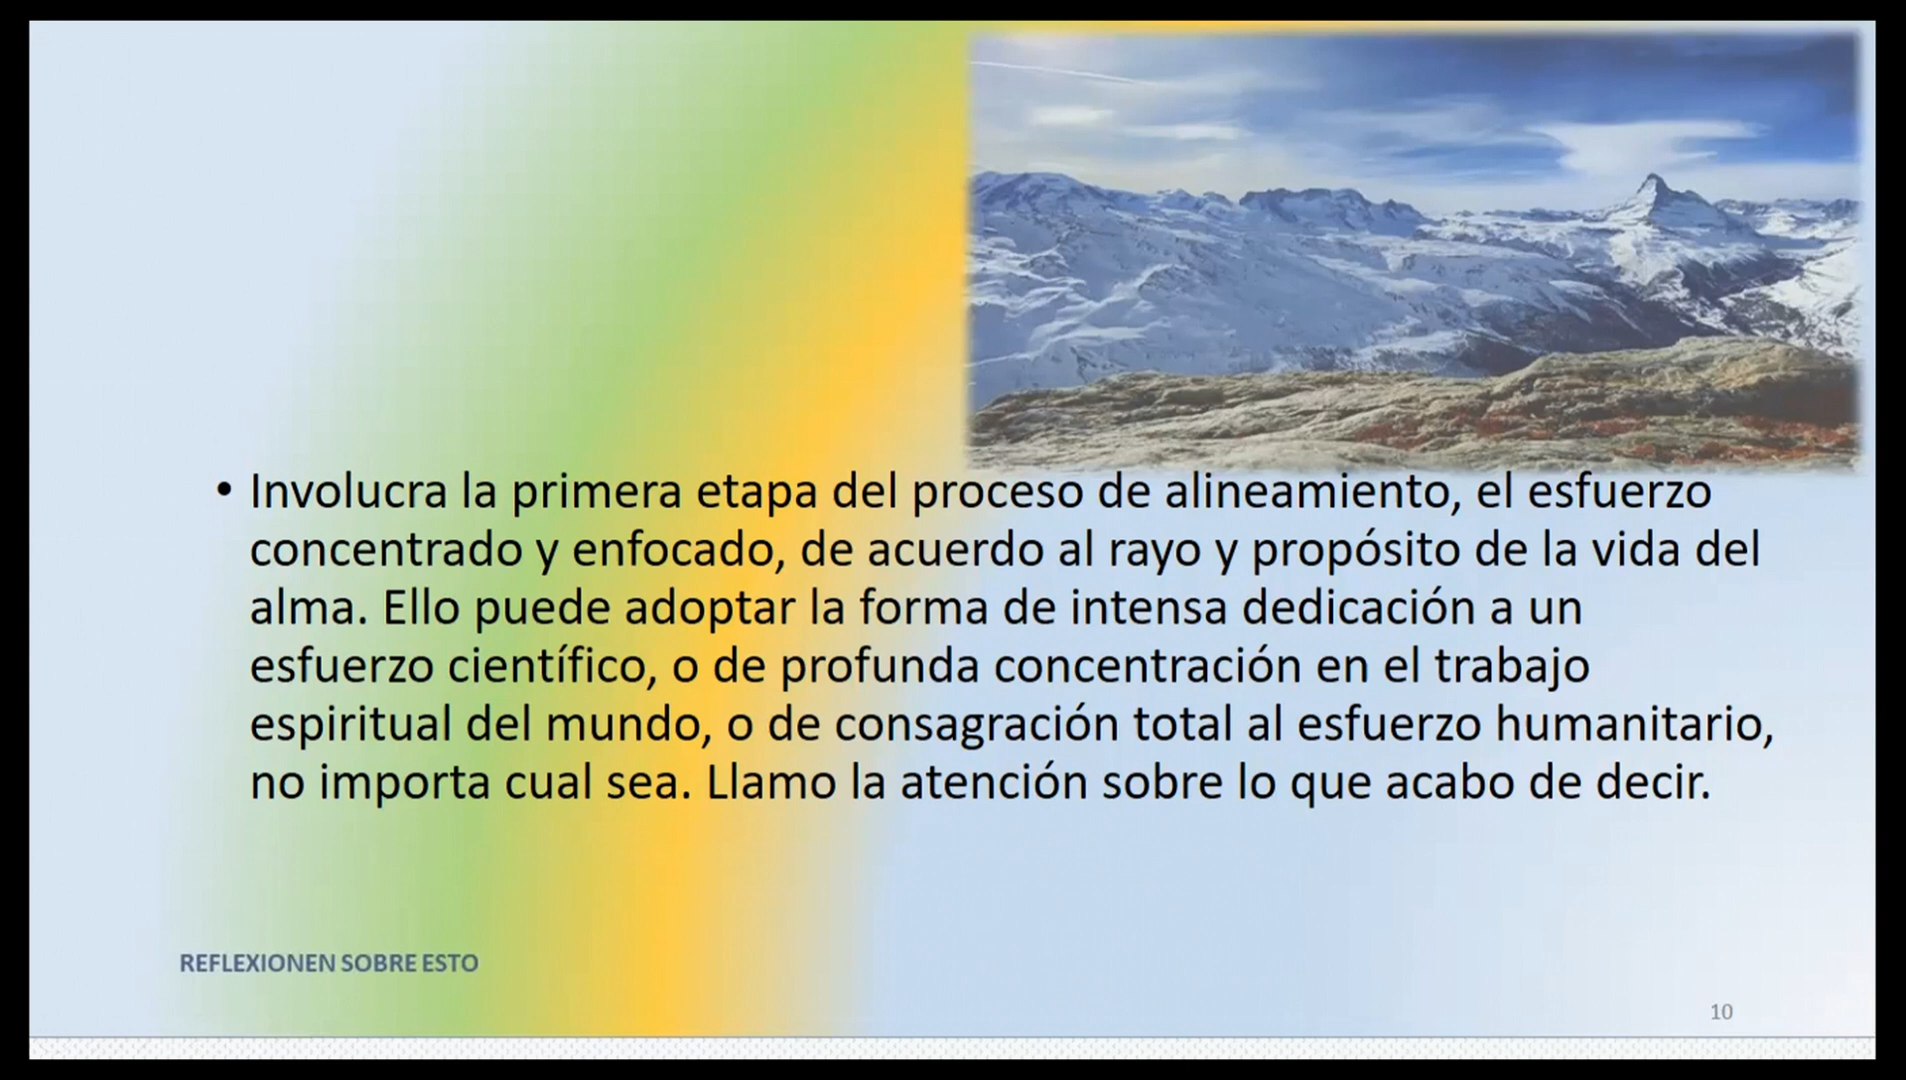 • Involucra la primera etapa del proceso de alineamiento, el esfuerzo
concentrado y enfocado, de acuerdo al rayo y propósito de la vida del
alma. Ello puede adoptar la forma de intensa dedicación a un
esfuerzo científico, o de profunda concentración en el trabajo
espiritual del mundo, o de consagración total al esfuerzo humanitario,
no importa cual sea. Llamo la atención sobre lo que acabo de decir.
REFLEXIONEN SOBRE ESTO
10